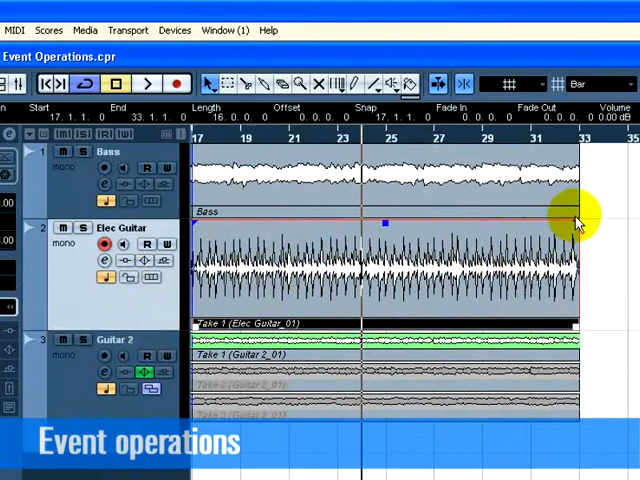 MIDI Scores Media Transport Devices Window (1) Help
Event Operations.cpr
Bar
Start End Length Offset Snap Fade In Fade Out Volume
17. 1. 1. 0 33. 1. 1. 0 16. 0. 0. 0 0. 0. 0. 0 17. 1. 1. 0 0. 0. 0. 0 0. 0. 0. 0 0.00 dB
17 19 21 23 25 27 29 31 33 35
1 Bass M S
mono R W
e
Bass
2 Elec Guitar M S
mono
e
Take 1 (Elec Guitar_01)
3 Guitar 2 M S
mono R W
e
Take 1 (Guitar 2_01)
Take 2 (Guitar 2_01)
Take 3 (Guitar 2_01)
Event operations